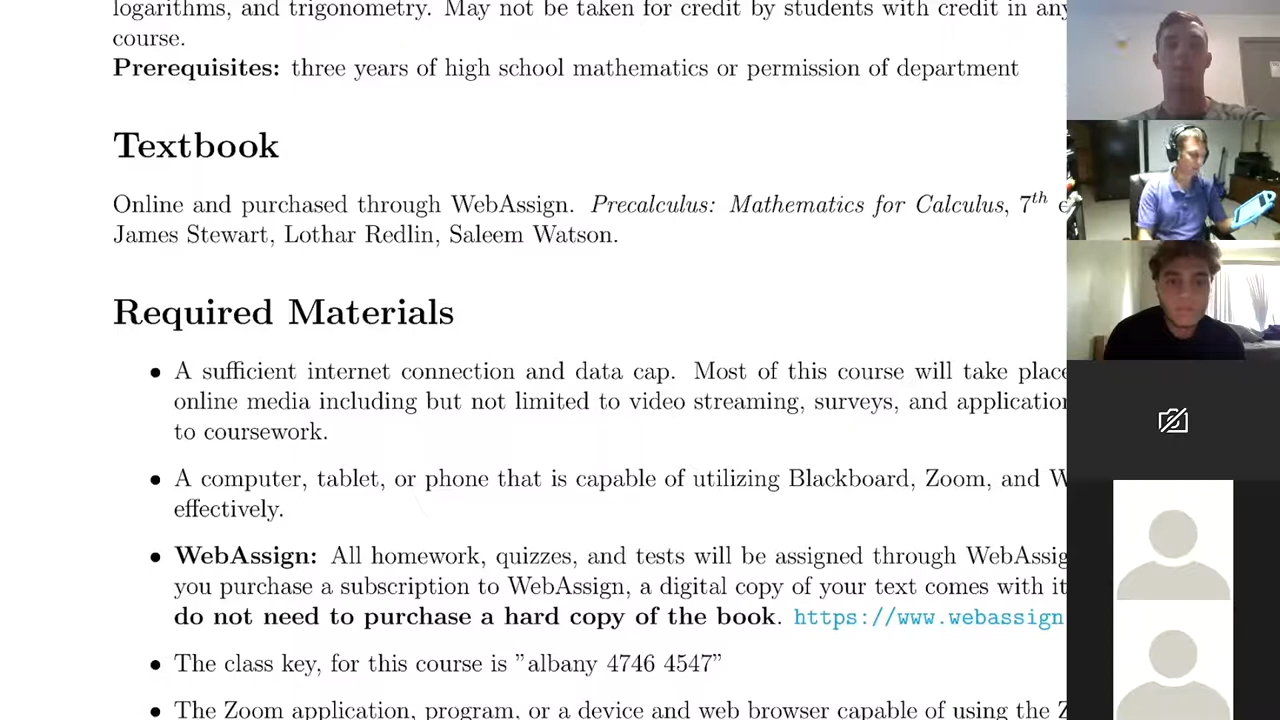 logarithms, and trigonometry. May not be taken for credit by students with credit in any
course.
Prerequisites: three years of high school mathematics or permission of department
Textbook
Online and purchased through WebAssign. Precalculus: Mathematics for Calculus, 7th e
James Stewart, Lothar Redlin, Saleem Watson.
Required Materials
• A sufficient internet connection and data cap. Most of this course will take place
online media including but not limited to video streaming, surveys, and application
to coursework.
• A computer, tablet, or phone that is capable of utilizing Blackboard, Zoom, and W
effectively.
• WebAssign: All homework, quizzes, and tests will be assigned through WebAssig
you purchase a subscription to WebAssign, a digital copy of your text comes with it
do not need to purchase a hard copy of the book. https://www.webassign
• The class key, for this course is ”albany 4746 4547”
• The Zoom application, program, or a device and web browser capable of using the Z